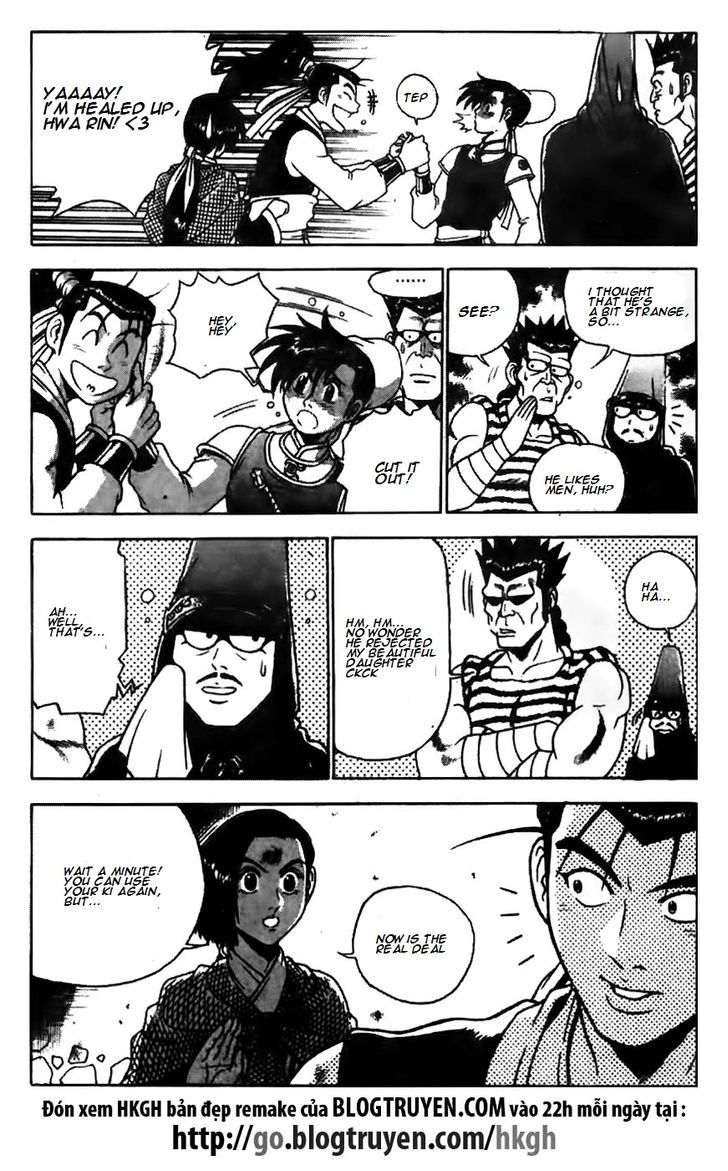 YAAAAY!
I'M HEALED UP,
HWA RIN! <3
TEP
HEY,
HEY
......
CUT IT
OUT!
SEE?
I THOUGHT
THAT HE'S
A BIT STRANGE,
SO...
HE LIKES
MEN, HUH?
AH...
WELL,
THAT'S...
HM, HM...
NO WONDER
HE REJECTED
MY BEAUTIFUL
DAUGHTER
CKCK
HA
HA...
WAIT A MINUTE!
YOU CAN USE
YOUR KI AGAIN,
BUT...
NOW IS THE
REAL DEAL
Đón xem HKGH bản đẹp remake của BLOGTRUYEN.COM vào 22h mỗi ngày tại :
http://go.blogtruyen.com/hkgh